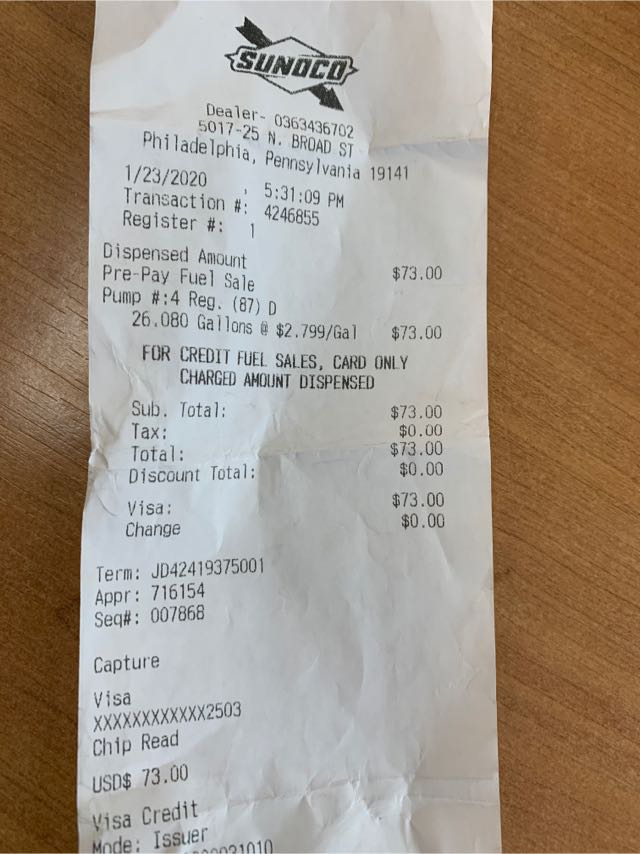 SUNOCO
Dealer- 0363436702
5017-25 N. BROAD ST
Philadelphia, Pennsylvania 19141
1/23/2020 , 5:31:09 PM
Transaction #: 4246855
Register #: 1
Dispensed Amount
Pre-Pay Fuel Sale $73.00
Pump #:4 Reg. (87) D
26.080 Gallons @ $2.799/Gal $73.00
FOR CREDIT FUEL SALES, CARD ONLY
CHARGED AMOUNT DISPENSED
Sub. Total: $73.00
Tax: $0.00
Total: $73.00
Discount Total: $0.00
Visa: $73.00
Change $0.00
Term: JD42419375001
Appr: 716154
Seq#: 007868
Capture
Visa
XXXXXXXXXXXX2503
Chip Read
USD$ 73.00
Visa Credit
Mode: Issuer